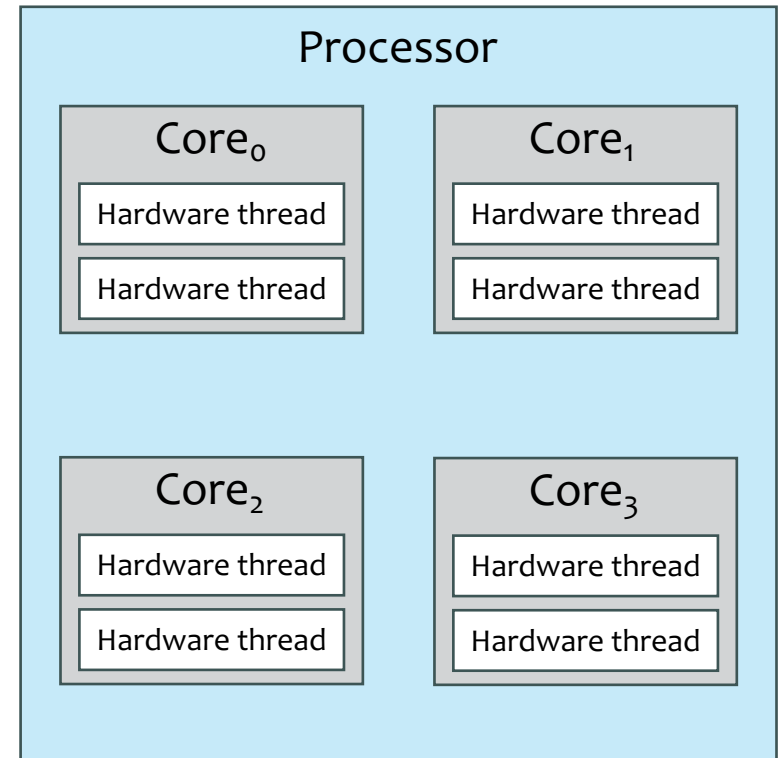 Processor
Core₀
Hardware thread
Hardware thread
Core₁
Hardware thread
Hardware thread
Core₂
Hardware thread
Hardware thread
Core₃
Hardware thread
Hardware thread